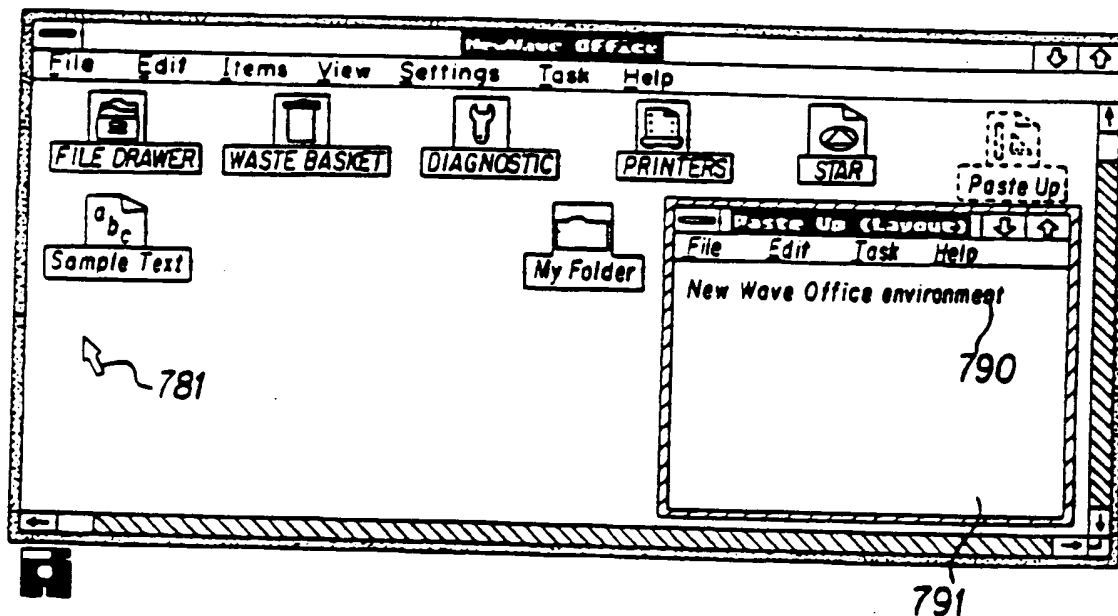 NewWave Office
File Edit Items View Settings Task Help
FILE DRAWER WASTE BASKET DIAGNOSTIC PRINTERS STAR Paste Up
abc
Sample Text My Folder
Paste Up (Layout)
File Edit Task Help
New Wave Office environment
790
781
791